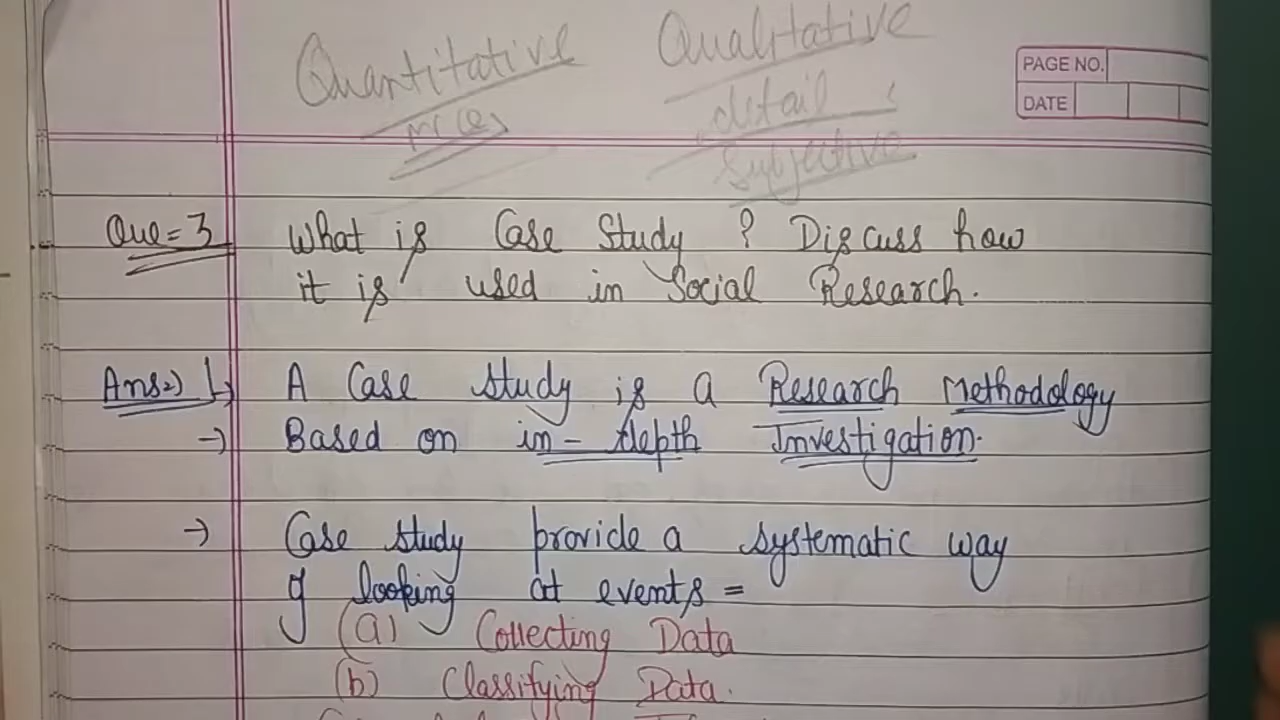 Quantitative Qualitative
MCQs detail
Subjective
PAGE NO.
DATE
Que = 3 What is Case Study ? Discuss how
it is used in Social Research.
Ans=) → A Case study is a Research Methodology
→ Based on in-depth Investigation.
→ Case study provide a systematic way
of looking at events =
(a) Collecting Data
(b) Classifying Data.